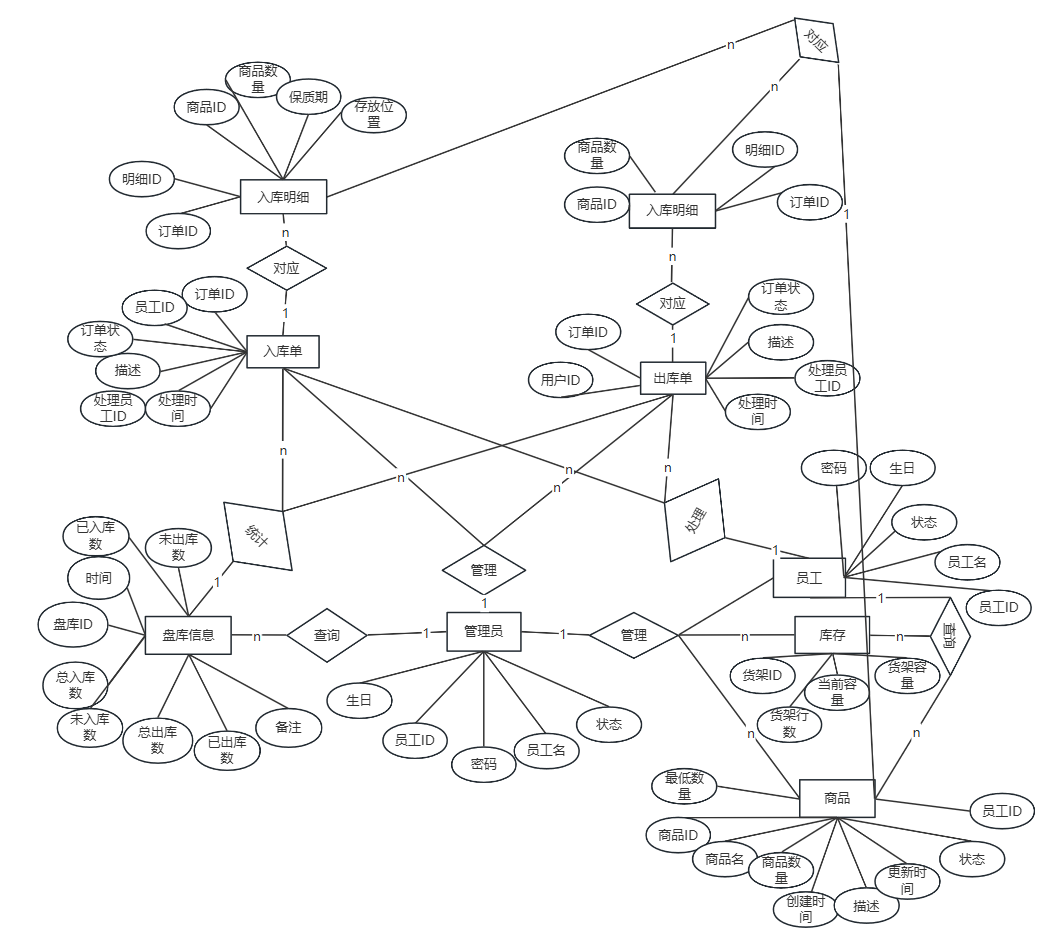 对应
n
n
商品数
量
保质期
商品ID
存放位
置
明细ID
入库明细
订单ID
n
商品数
量
明细ID
商品ID
入库明细
订单ID
1
对应
n
对应
1
订单ID
员工ID
订单状
态
描述
入库单
处理员
工ID
处理时
间
1
订单ID
订单状
态
描述
用户ID
出库单
处理员
工ID
处理时
间
n
n
n
n
n
密码
生日
状态
员工名
员工ID
统计
处理
管理
1
员工
1
已入库
数
未出库
数
时间
1
1
盘库ID
盘库信息
n
查询
1
管理员
1
管理
n
库存
n
查询
总入库
数
未入库
数
总出库
数
已出库
数
备注
生日
员工ID
密码
员工名
状态
货架ID
当前容
量
货架容
量
货架行
数
n
n
最低数
量
商品
员工ID
商品ID
商品名
商品数
量
创建时
间
描述
更新时
间
状态